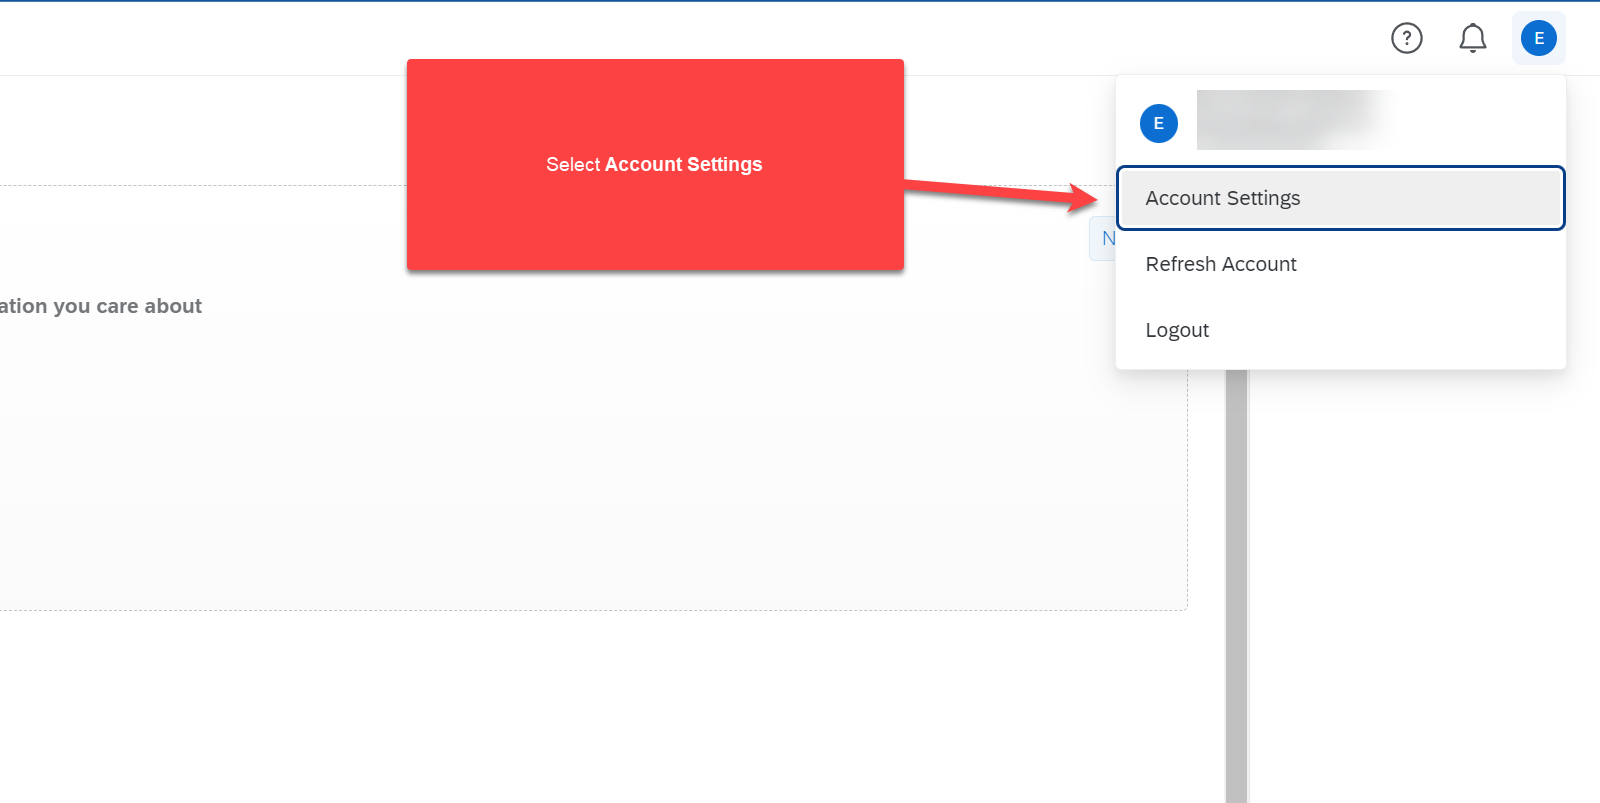 ?
E
E
Select Account Settings
Account Settings
N
Refresh Account
ation you care about
Logout